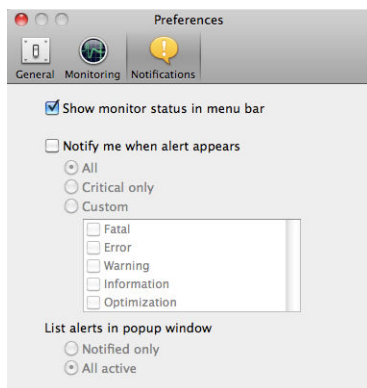 Preferences
General Monitoring Notifications
Show monitor status in menu bar
Notify me when alert appears
All
Critical only
Custom
Fatal
Error
Warning
Information
Optimization
List alerts in popup window
Notified only
All active